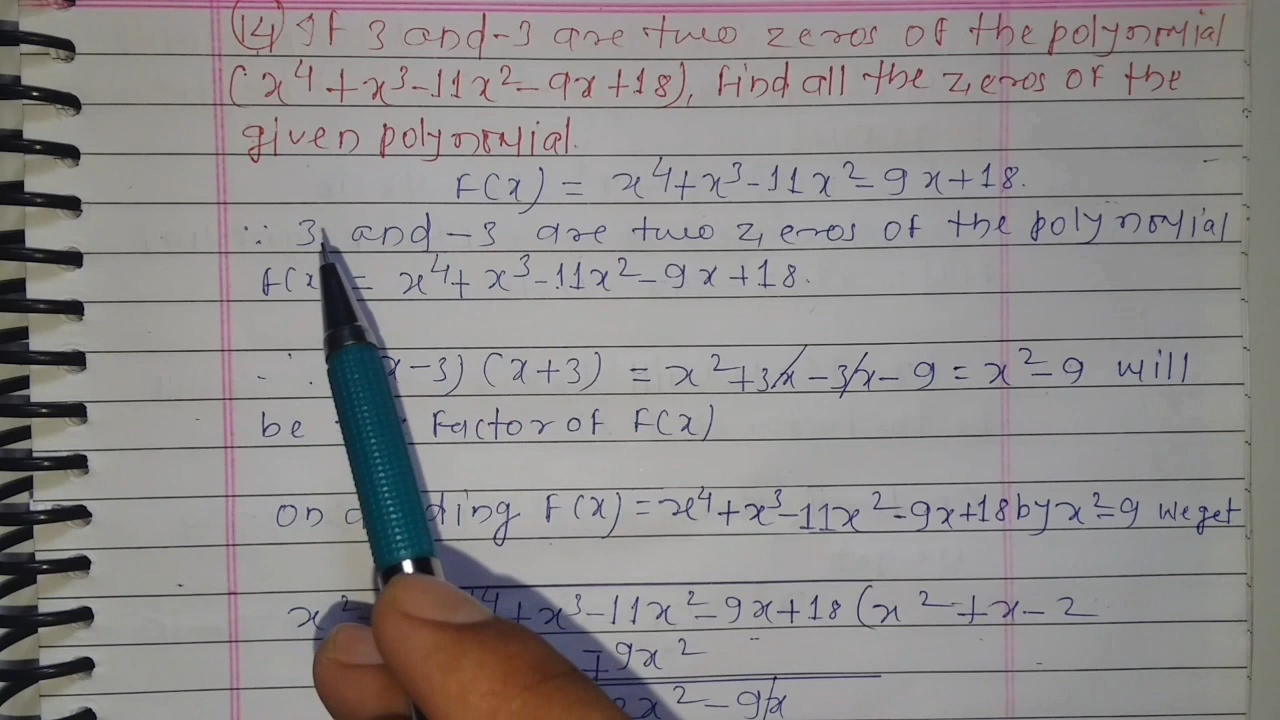 (14) If 3 and -3 are two zeros of the polynomial
(x⁴+x³-11x²-9x+18), Find all the zeros of the
given polynomial.
F(x) = x⁴+x³-11x²-9x+18.
∵ 3 and -3 are two zeros of the polynomial
f(x = x⁴+x³-11x²-9x+18.
∴ x-3) (x+3) = x²+3x-3x-9 = x²-9 will
be Factor of F(x)
on ding f(x)=x⁴+x³-11x²-9x+18 by x²-9 we get
x² - ⁴+x³-11x²-9x+18 (x²+x-2
+9x²
x²-9x